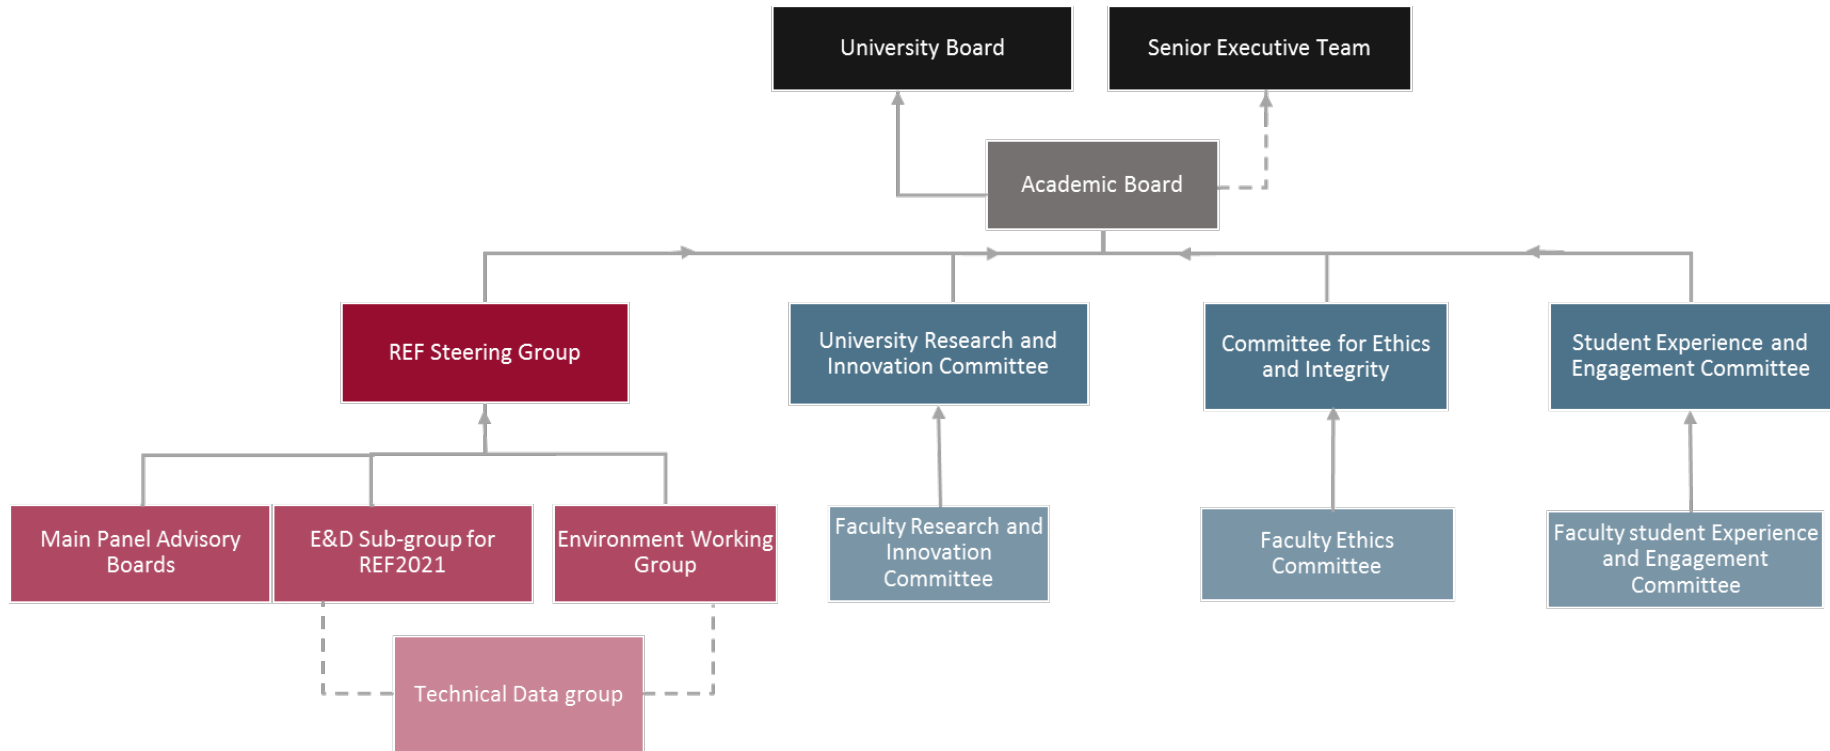 University Board
Senior Executive Team
Academic Board
REF Steering Group
University Research and
Innovation Committee
Committee for Ethics
and Integrity
Student Experience and
Engagement Committee
Main Panel Advisory
Boards
E&D Sub-group for
REF2021
Environment Working
Group
Faculty Research and
Innovation
Committee
Faculty Ethics
Committee
Faculty student Experience
and Engagement
Committee
Technical Data group